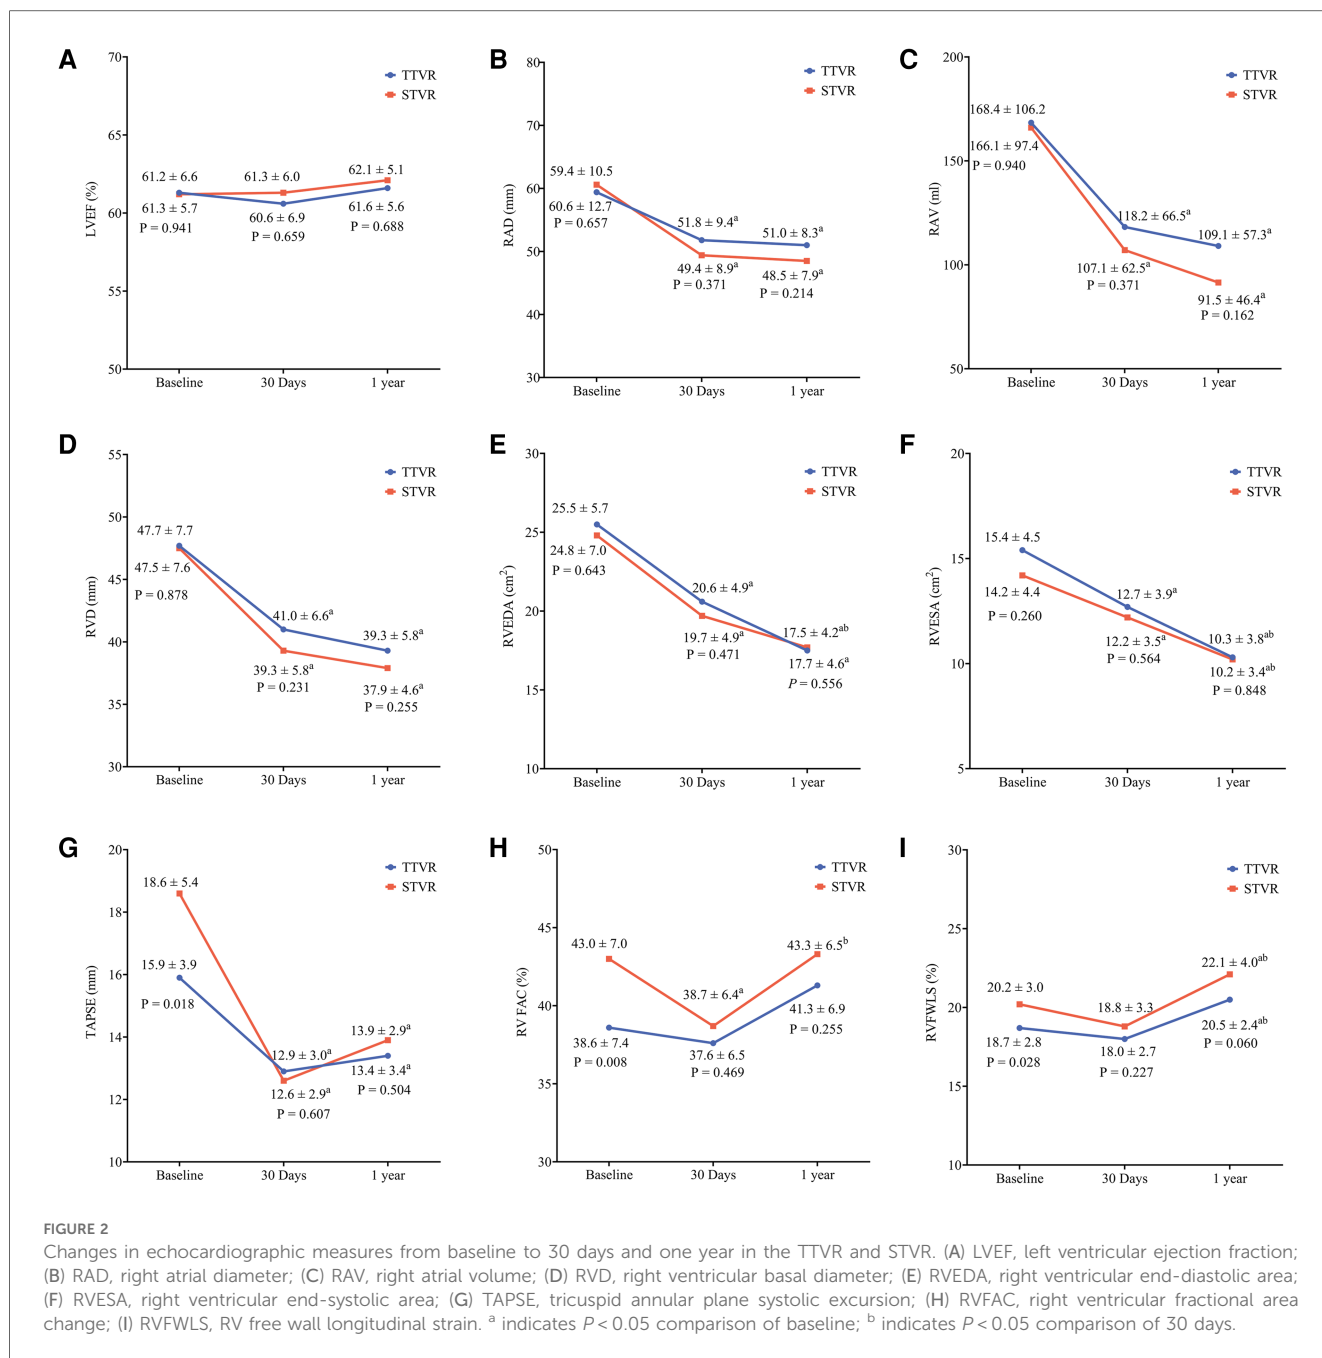 A
70
65
60
55
50
LVEF (%)
TTVR
STVR
61.2 ± 6.6
61.3 ± 6.0
62.1 ± 5.1
61.3 ± 5.7
60.6 ± 6.9
61.6 ± 5.6
P = 0.941
P = 0.659
P = 0.688
Baseline
30 Days
1 year
B
80
70
60
50
40
30
RAD (mm)
TTVR
STVR
59.4 ± 10.5
60.6 ± 12.7
P = 0.657
51.8 ± 9.4ᵃ
51.0 ± 8.3ᵃ
49.4 ± 8.9ᵃ
P = 0.371
48.5 ± 7.9ᵃ
P = 0.214
Baseline
30 Days
1 year
C
200
150
100
50
RAV (ml)
TTVR
STVR
168.4 ± 106.2
166.1 ± 97.4
P = 0.940
118.2 ± 66.5ᵃ
109.1 ± 57.3ᵃ
107.1 ± 62.5ᵃ
P = 0.371
91.5 ± 46.4ᵃ
P = 0.162
Baseline
30 Days
1 year
D
55
50
45
40
35
30
RVD (mm)
TTVR
STVR
47.7 ± 7.7
47.5 ± 7.6
P = 0.878
41.0 ± 6.6ᵃ
39.3 ± 5.8ᵃ
39.3 ± 5.8ᵃ
P = 0.231
37.9 ± 4.6ᵃ
P = 0.255
Baseline
30 Days
1 year
E
30
25
20
15
10
RVEDA (cm²)
TTVR
STVR
25.5 ± 5.7
24.8 ± 7.0
P = 0.643
20.6 ± 4.9ᵃ
19.7 ± 4.9ᵃ
P = 0.471
17.5 ± 4.2ᵃᵇ
17.7 ± 4.6ᵃ
P = 0.556
Baseline
30 Days
1 year
F
20
15
10
5
RVESA (cm²)
TTVR
STVR
15.4 ± 4.5
14.2 ± 4.4
P = 0.260
12.7 ± 3.9ᵃ
12.2 ± 3.5ᵃ
P = 0.564
10.3 ± 3.8ᵃᵇ
10.2 ± 3.4ᵃᵇ
P = 0.848
Baseline
30 Days
1 year
G
20
18
16
14
12
10
TAPSE (mm)
TTVR
STVR
18.6 ± 5.4
15.9 ± 3.9
P = 0.018
12.9 ± 3.0ᵃ
12.6 ± 2.9ᵃ
P = 0.607
13.9 ± 2.9ᵃ
13.4 ± 3.4ᵃ
P = 0.504
Baseline
30 Days
1 year
H
50
45
40
35
30
RV FAC (%)
TTVR
STVR
43.0 ± 7.0
38.6 ± 7.4
P = 0.008
38.7 ± 6.4ᵃ
37.6 ± 6.5
P = 0.469
43.3 ± 6.5ᵇ
41.3 ± 6.9
P = 0.255
Baseline
30 Days
1 year
I
30
25
20
15
10
RVFWLS (%)
TTVR
STVR
20.2 ± 3.0
18.7 ± 2.8
P = 0.028
18.8 ± 3.3
18.0 ± 2.7
P = 0.227
22.1 ± 4.0ᵃᵇ
20.5 ± 2.4ᵃᵇ
P = 0.060
Baseline
30 Days
1 year
FIGURE 2
Changes in echocardiographic measures from baseline to 30 days and one year in the TTVR and STVR. (A) LVEF, left ventricular ejection fraction;
(B) RAD, right atrial diameter; (C) RAV, right atrial volume; (D) RVD, right ventricular basal diameter; (E) RVEDA, right ventricular end-diastolic area;
(F) RVESA, right ventricular end-systolic area; (G) TAPSE, tricuspid annular plane systolic excursion; (H) RVFAC, right ventricular fractional area
change; (I) RVFWLS, RV free wall longitudinal strain. ᵃ indicates P < 0.05 comparison of baseline; ᵇ indicates P < 0.05 comparison of 30 days.